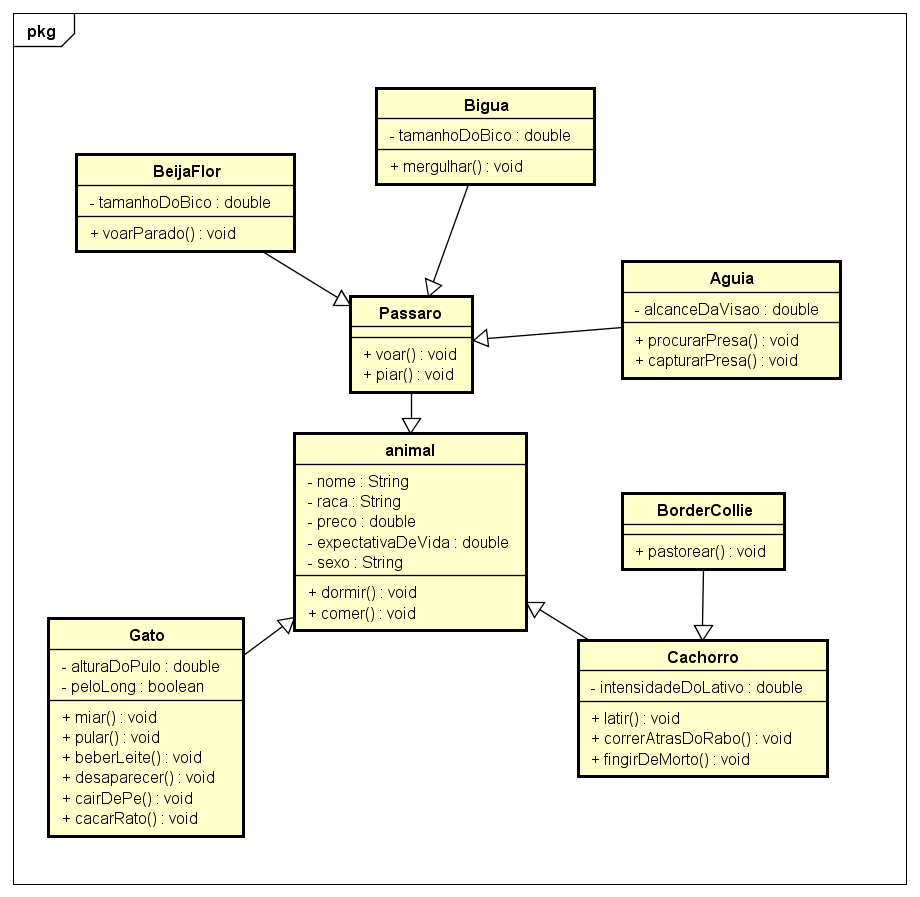 pkg
Bigua
- tamanhoDoBico : double
+ mergulhar() : void
BeijaFlor
- tamanhoDoBico : double
+ voarParado() : void
Aguia
- alcanceDaVisao : double
+ procurarPresa() : void
+ capturarPresa() : void
Passaro
+ voar() : void
+ piar() : void
animal
- nome : String
- raca : String
- preco : double
- expectativaDeVida : double
- sexo : String
+ dormir() : void
+ comer() : void
BorderCollie
+ pastorear() : void
Gato
- alturaDoPulo : double
- peloLong : boolean
+ miar() : void
+ pular() : void
+ beberLeite() : void
+ desaparecer() : void
+ cairDePe() : void
+ cacarRato() : void
Cachorro
- intensidadeDoLativo : double
+ latir() : void
+ correrAtrasDoRabo() : void
+ fingirDeMorto() : void